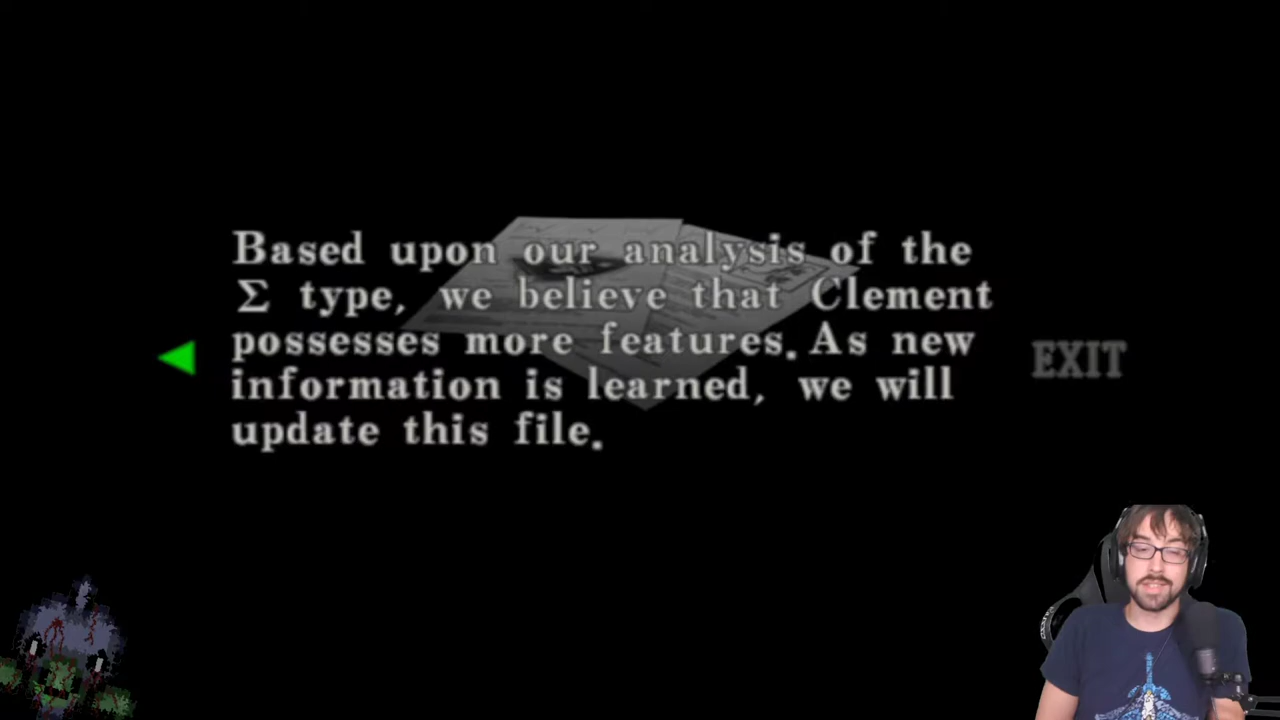 Based upon our analysis of the
Σ type, we believe that Clement
possesses more features. As new
information is learned, we will
update this file.
EXIT